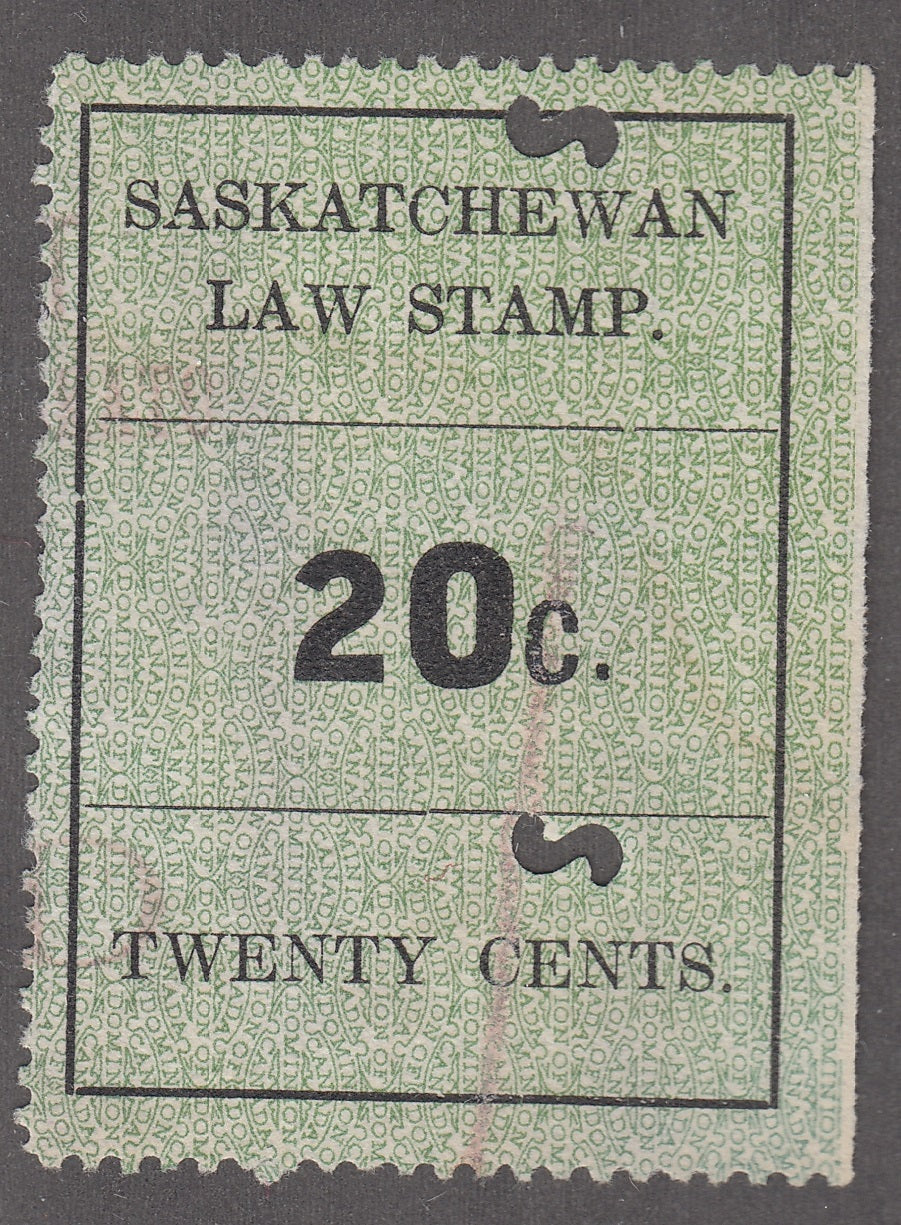 SASKATCHEWAN
LAW STAMP.
20c.
TWENTY CENTS.